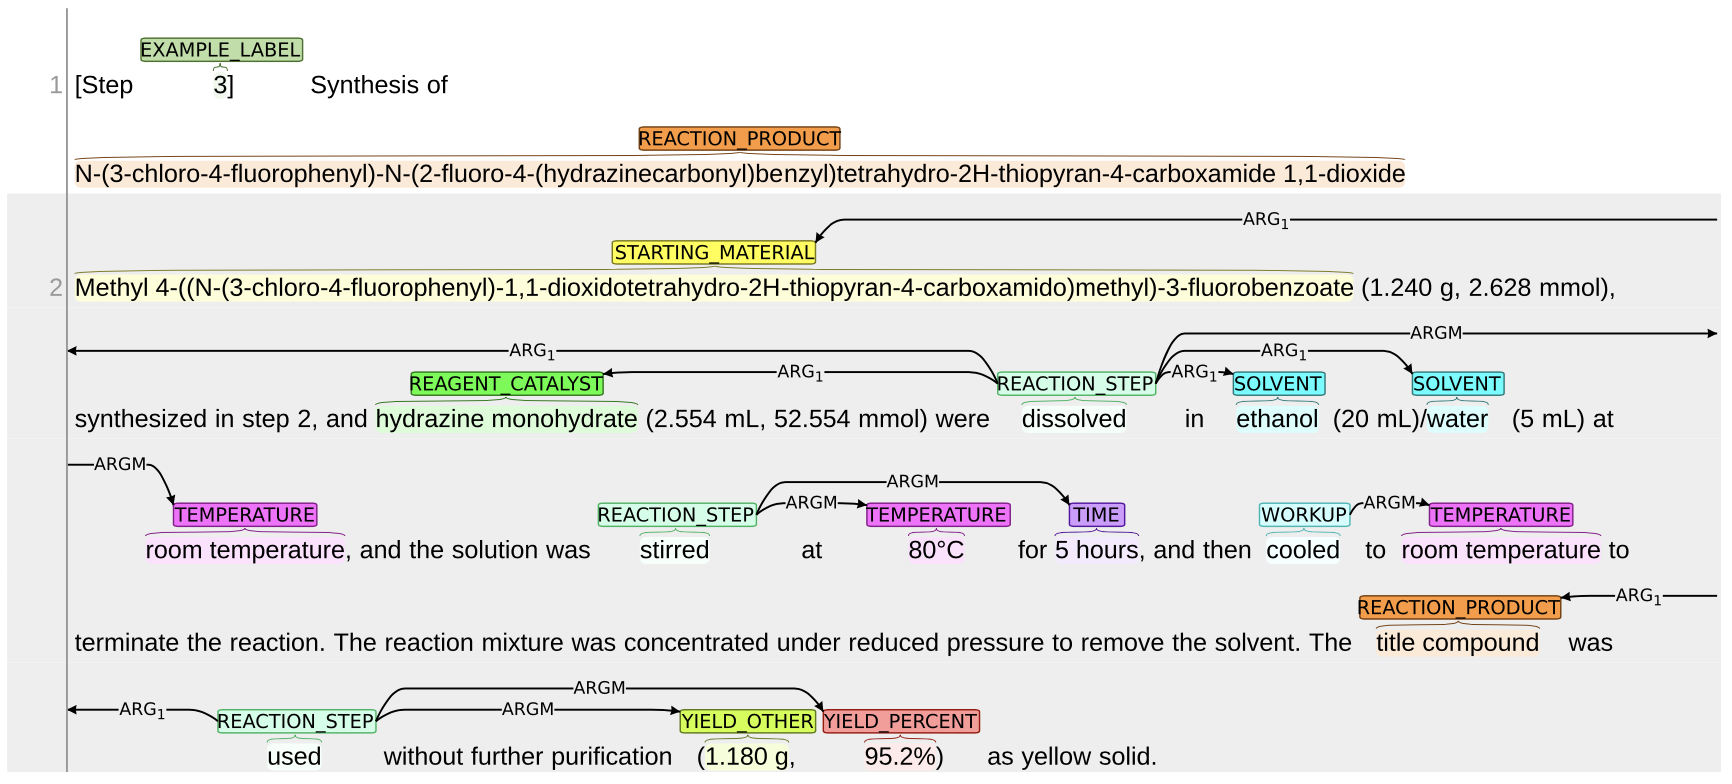 EXAMPLE_LABEL
1 [Step 3] Synthesis of
REACTION_PRODUCT
N-(3-chloro-4-fluorophenyl)-N-(2-fluoro-4-(hydrazinecarbonyl)benzyl)tetrahydro-2H-thiopyran-4-carboxamide 1,1-dioxide
ARG1
STARTING_MATERIAL
2 Methyl 4-((N-(3-chloro-4-fluorophenyl)-1,1-dioxidotetrahydro-2H-thiopyran-4-carboxamido)methyl)-3-fluorobenzoate (1.240 g, 2.628 mmol),
ARGM
ARG1 ARG1
REAGENT_CATALYST ARG1 REACTION_STEP ARG1 SOLVENT SOLVENT
synthesized in step 2, and hydrazine monohydrate (2.554 mL, 52.554 mmol) were dissolved in ethanol (20 mL)/water (5 mL) at
ARGM
ARGM
TEMPERATURE REACTION_STEP ARGM TEMPERATURE TIME WORKUP ARGM TEMPERATURE
room temperature, and the solution was stirred at 80°C for 5 hours, and then cooled to room temperature to
REACTION_PRODUCT ARG1
terminate the reaction. The reaction mixture was concentrated under reduced pressure to remove the solvent. The title compound was
ARGM
ARG1 REACTION_STEP ARGM YIELD_OTHER YIELD_PERCENT
used without further purification (1.180 g, 95.2%) as yellow solid.